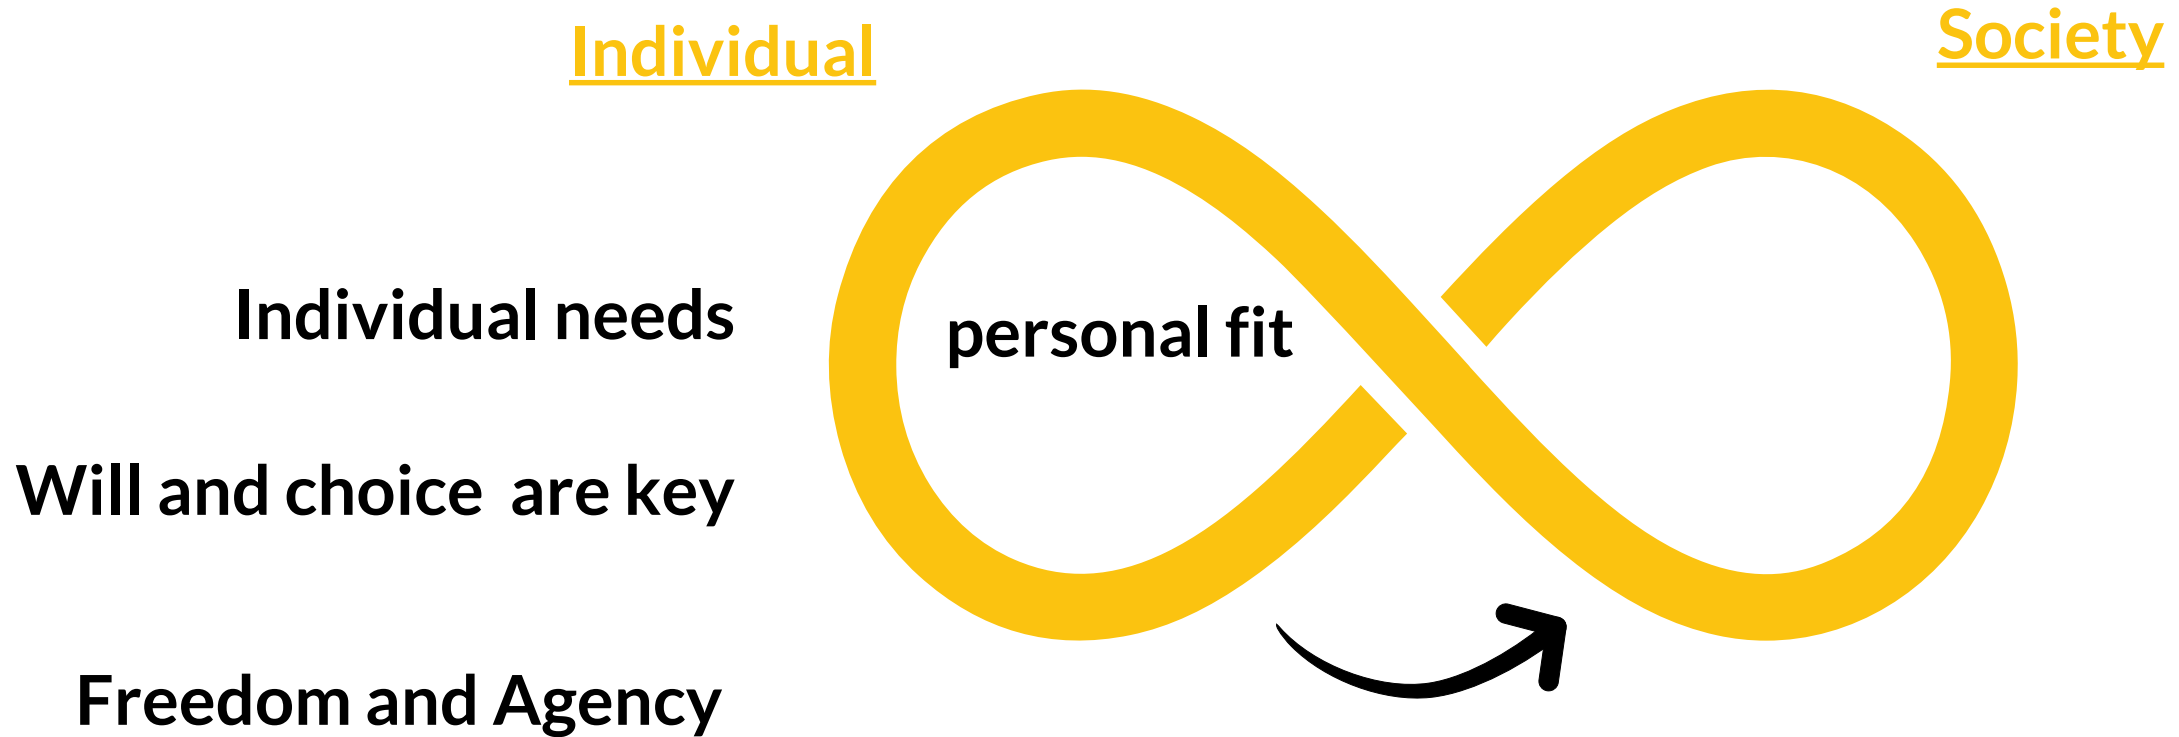 Individual
Society
Individual needs
personal fit
Will and choice  are key
Freedom and Agency